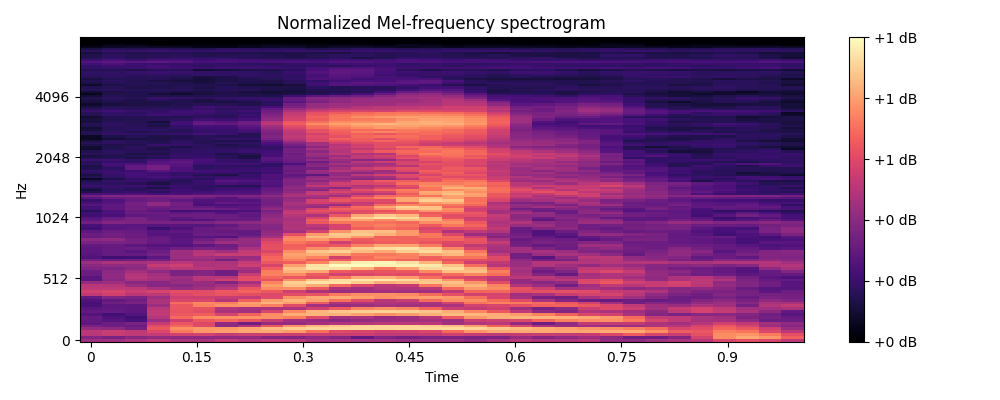 Normalized Mel-frequency spectrogram
Hz
4096
2048
1024
512
0
0
0.15
0.3
0.45
0.6
0.75
0.9
Time
+1 dB
+1 dB
+1 dB
+0 dB
+0 dB
+0 dB